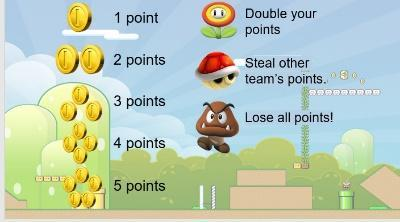 1 point
2 points
3 points
4 points
5 points
Double your
points
Steal other
team's points.
Lose all points!